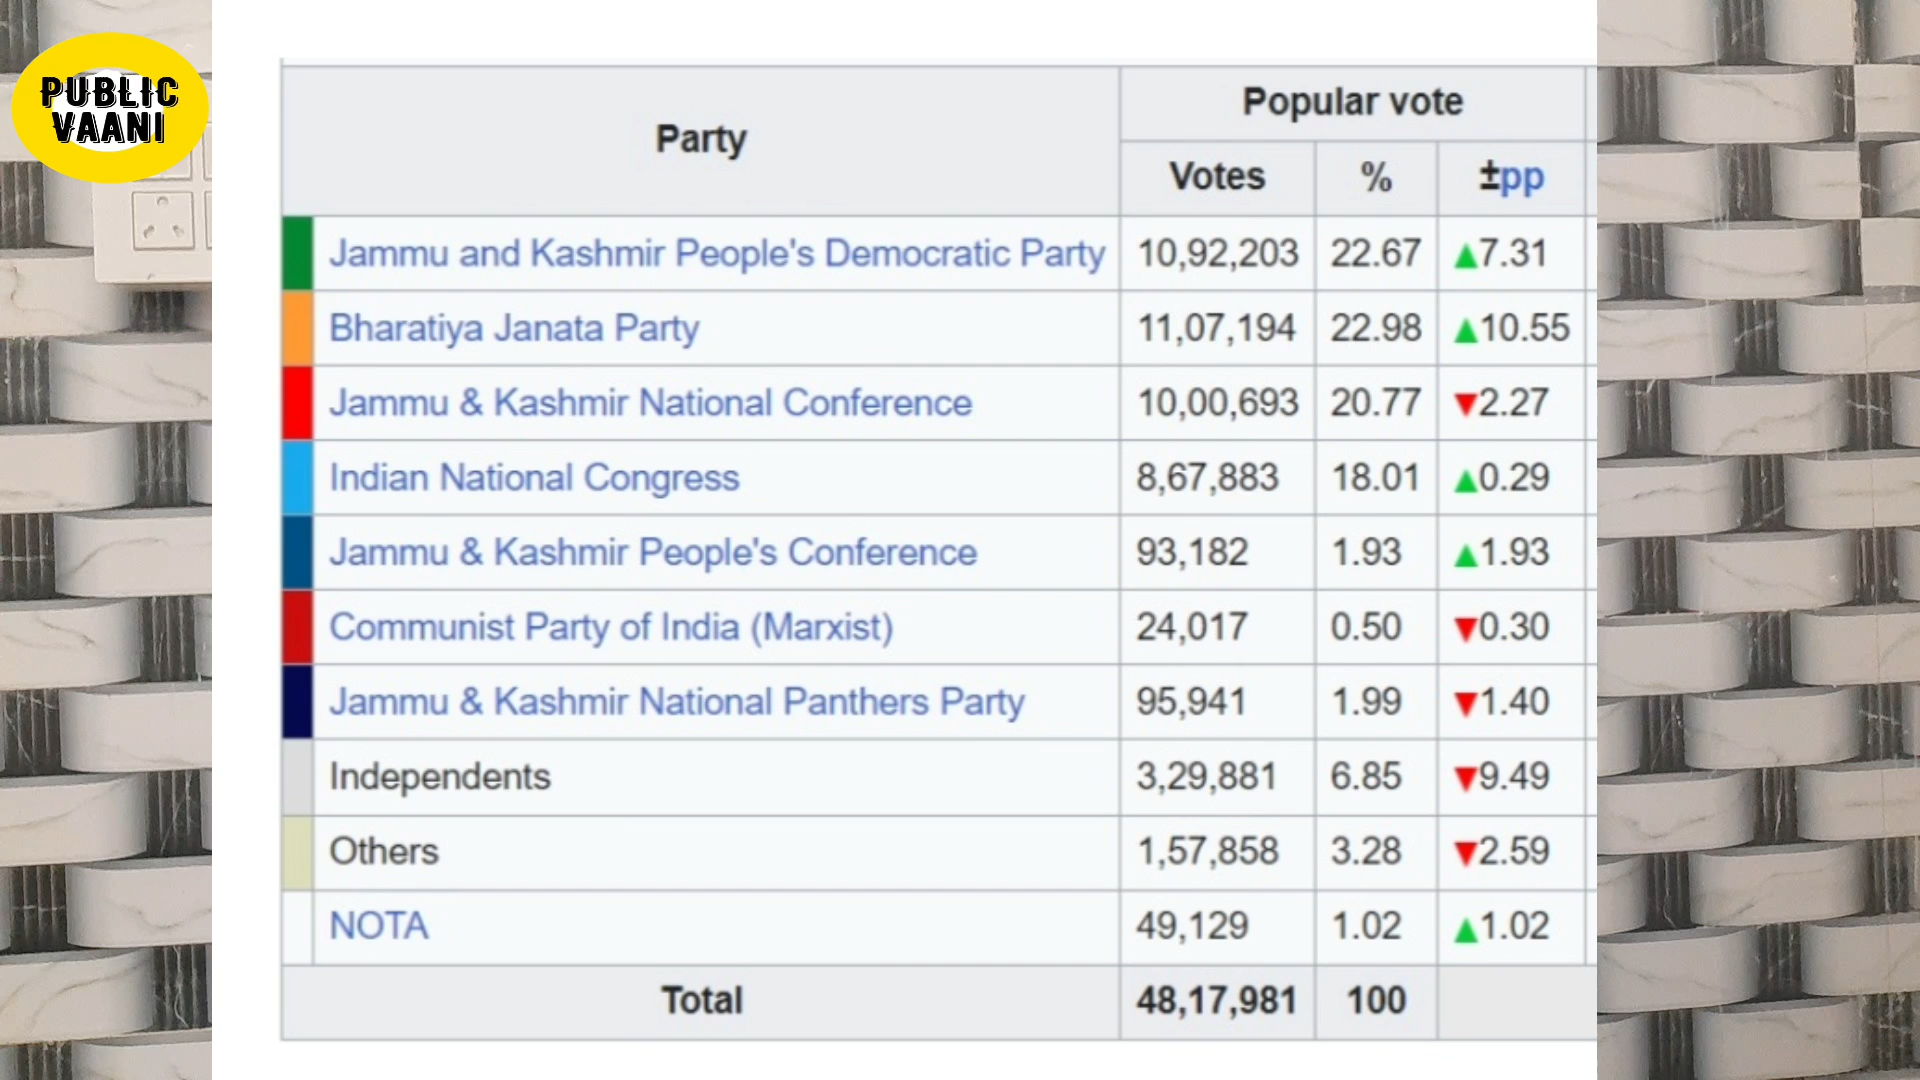 PUBLIC
VAANI
Party
Popular vote
Votes % ±pp
Jammu and Kashmir People's Democratic Party 10,92,203 22.67 ▲7.31
Bharatiya Janata Party 11,07,194 22.98 ▲10.55
Jammu & Kashmir National Conference 10,00,693 20.77 ▼2.27
Indian National Congress 8,67,883 18.01 ▲0.29
Jammu & Kashmir People's Conference 93,182 1.93 ▲1.93
Communist Party of India (Marxist) 24,017 0.50 ▼0.30
Jammu & Kashmir National Panthers Party 95,941 1.99 ▼1.40
Independents 3,29,881 6.85 ▼9.49
Others 1,57,858 3.28 ▼2.59
NOTA 49,129 1.02 ▲1.02
Total 48,17,981 100